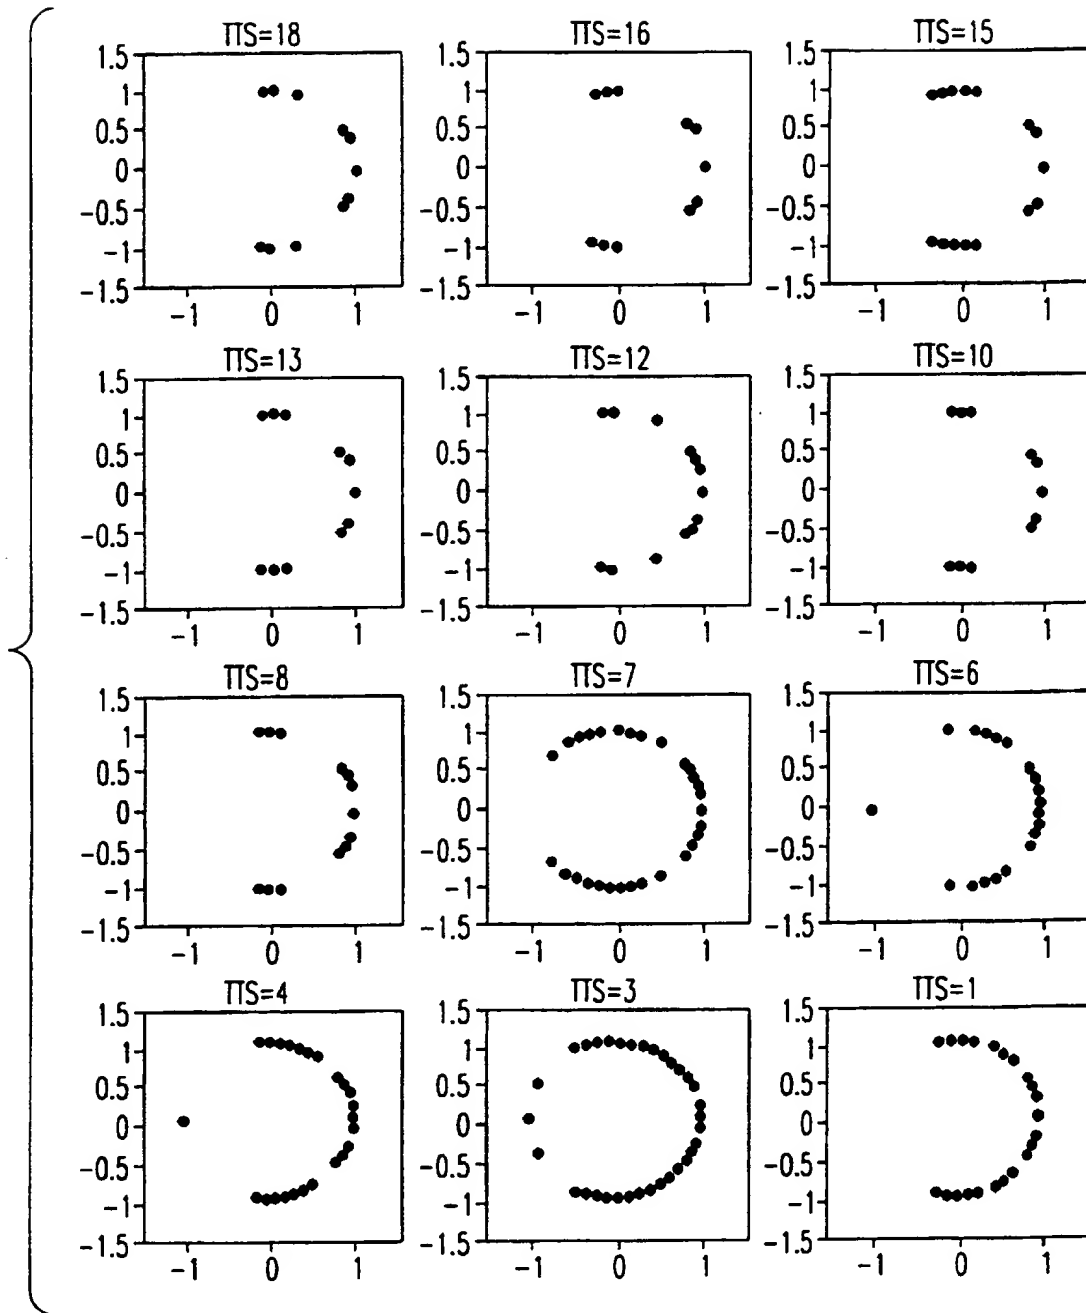 TTS=18 TTS=16 TTS=15
1.5 1.5 1.5
1 1 1
0.5 0.5 0.5
0 0 0
-0.5 -0.5 -0.5
-1 -1 -1
-1.5 -1.5 -1.5
-1 0 1 -1 0 1 -1 0 1
TTS=13 TTS=12 TTS=10
1.5 1.5 1.5
1 1 1
0.5 0.5 0.5
0 0 0
-0.5 -0.5 -0.5
-1 -1 -1
-1.5 -1.5 -1.5
-1 0 1 -1 0 1 -1 0 1
TTS=8 TTS=7 TTS=6
1.5 1.5 1.5
1 1 1
0.5 0.5 0.5
0 0 0
-0.5 -0.5 -0.5
-1 -1 -1
-1.5 -1.5 -1.5
-1 0 1 -1 0 1 -1 0 1
TTS=4 TTS=3 TTS=1
1.5 1.5 1.5
1 1 1
0.5 0.5 0.5
0 0 0
-0.5 -0.5 -0.5
-1 -1 -1
-1.5 -1.5 -1.5
-1 0 1 -1 0 1 -1 0 1